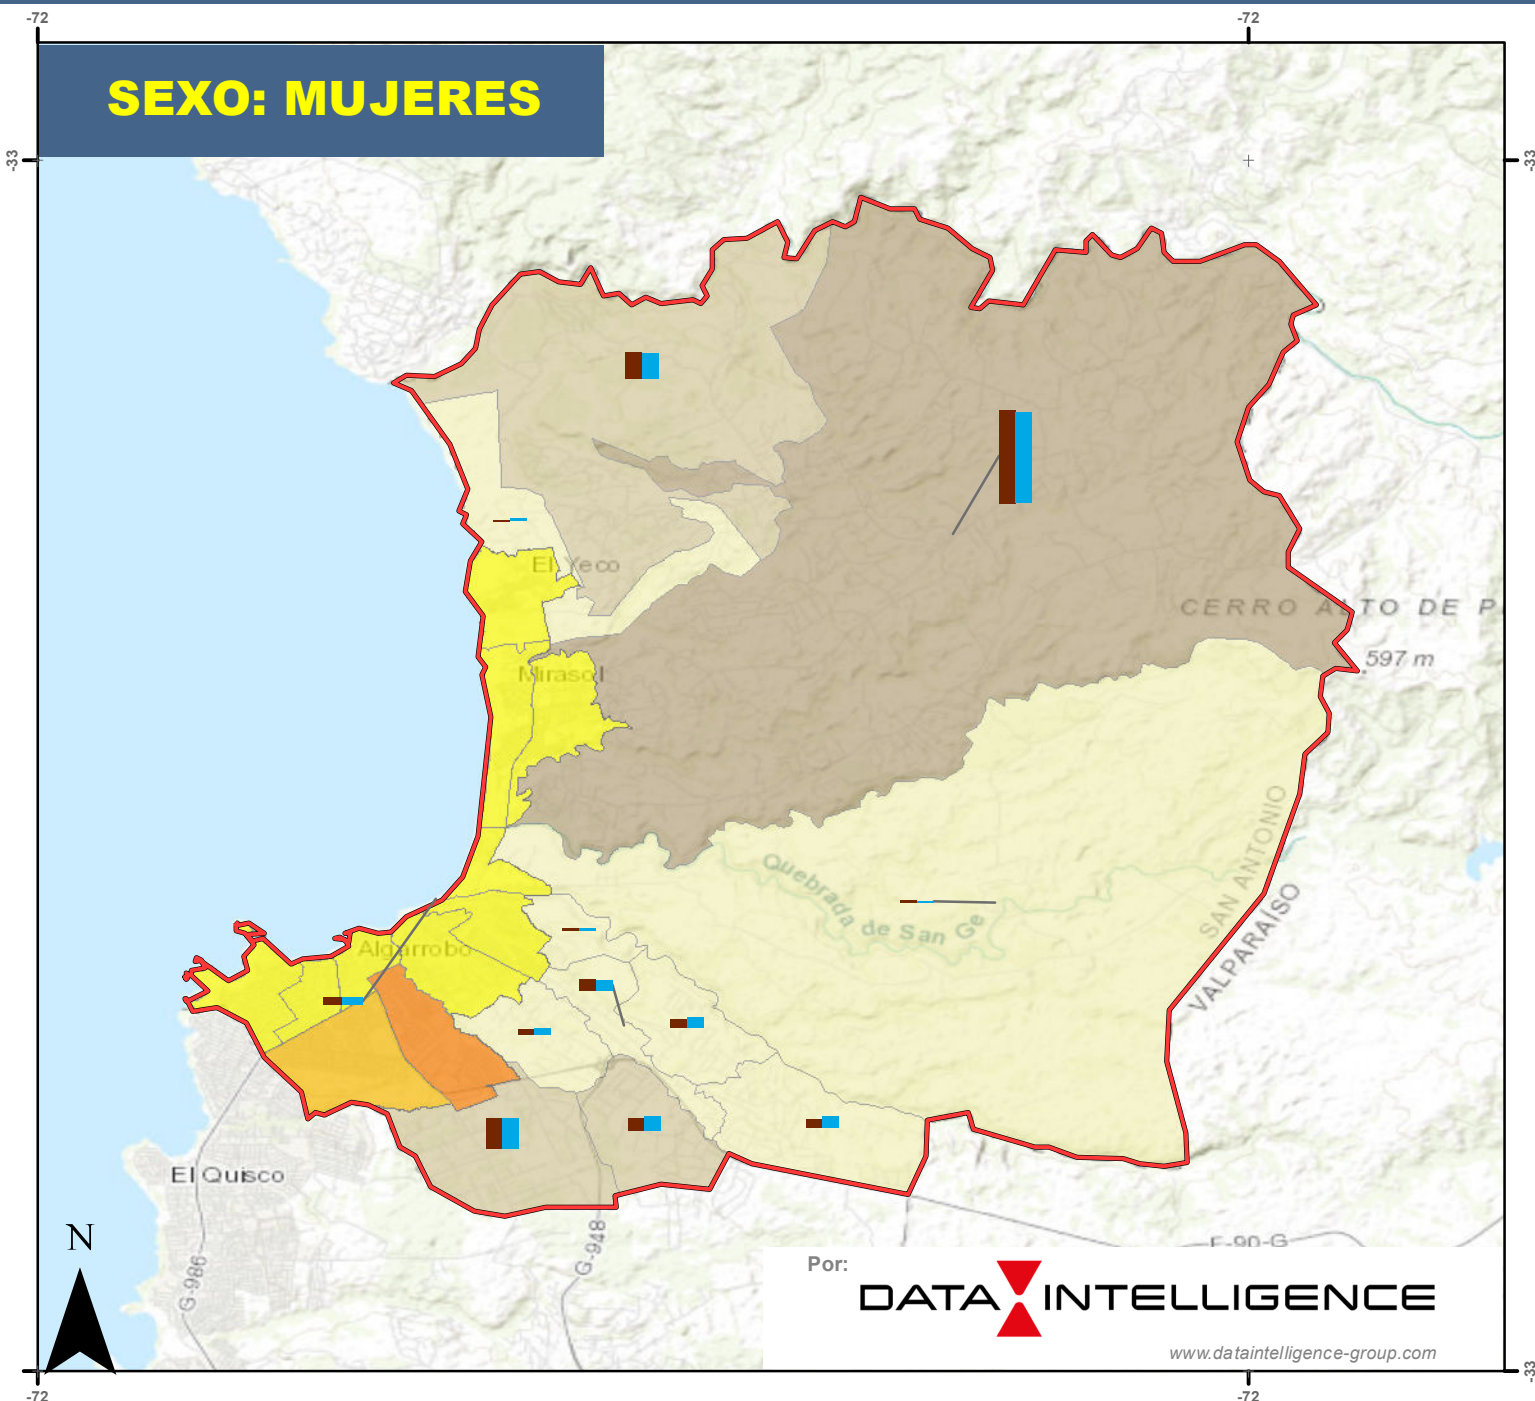 -72
-72
SEXO: MUJERES
-33
-33
El Yeco
CERRO ALTO DE P
597 m
Mirasol
Quebrada de San Ge
SAN ANTONIO
VALPARAÍSO
Algarrobo
El Quisco
N
G-986
G-948
F-90-G
Por:
DATA INTELLIGENCE
www.dataintelligence-group.com
-33
-72
-72